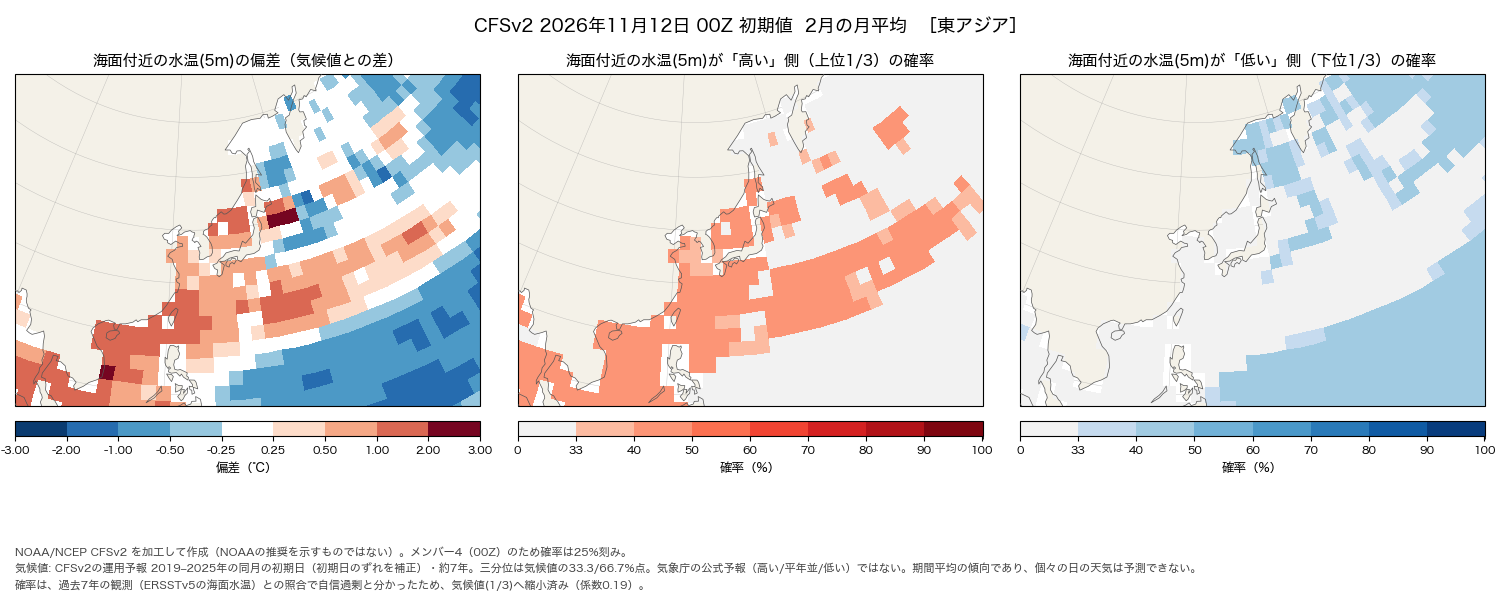 CFSv2 2026年11月12日 00Z 初期値 2月の月平均 ［東アジア］
海面付近の水温(5m)の偏差（気候値との差）
海面付近の水温(5m)が「高い」側（上位1/3）の確率
海面付近の水温(5m)が「低い」側（下位1/3）の確率
-3.00 -2.00 -1.00 -0.50 -0.25 0.25 0.50 1.00 2.00 3.00
偏差（℃）
0 33 40 50 60 70 80 90 100
確率（%）
0 33 40 50 60 70 80 90 100
確率（%）
NOAA/NCEP CFSv2 を加工して作成（NOAAの推奨を示すものではない）。メンバー4（00Z）のため確率は25%刻み。
気候値: CFSv2の運用予報 2019–2025年の同月の初期日（初期日のずれを補正）・約7年。三分位は気候値の33.3/66.7%点。気象庁の公式予報（高い/平年並/低い）ではない。期間平均の傾向であり、個々の日の天気は予測できない。
確率は、過去7年の観測（ERSSTv5の海面水温）との照合で自信過剰と分かったため、気候値(1/3)へ縮小済み（係数0.19）。